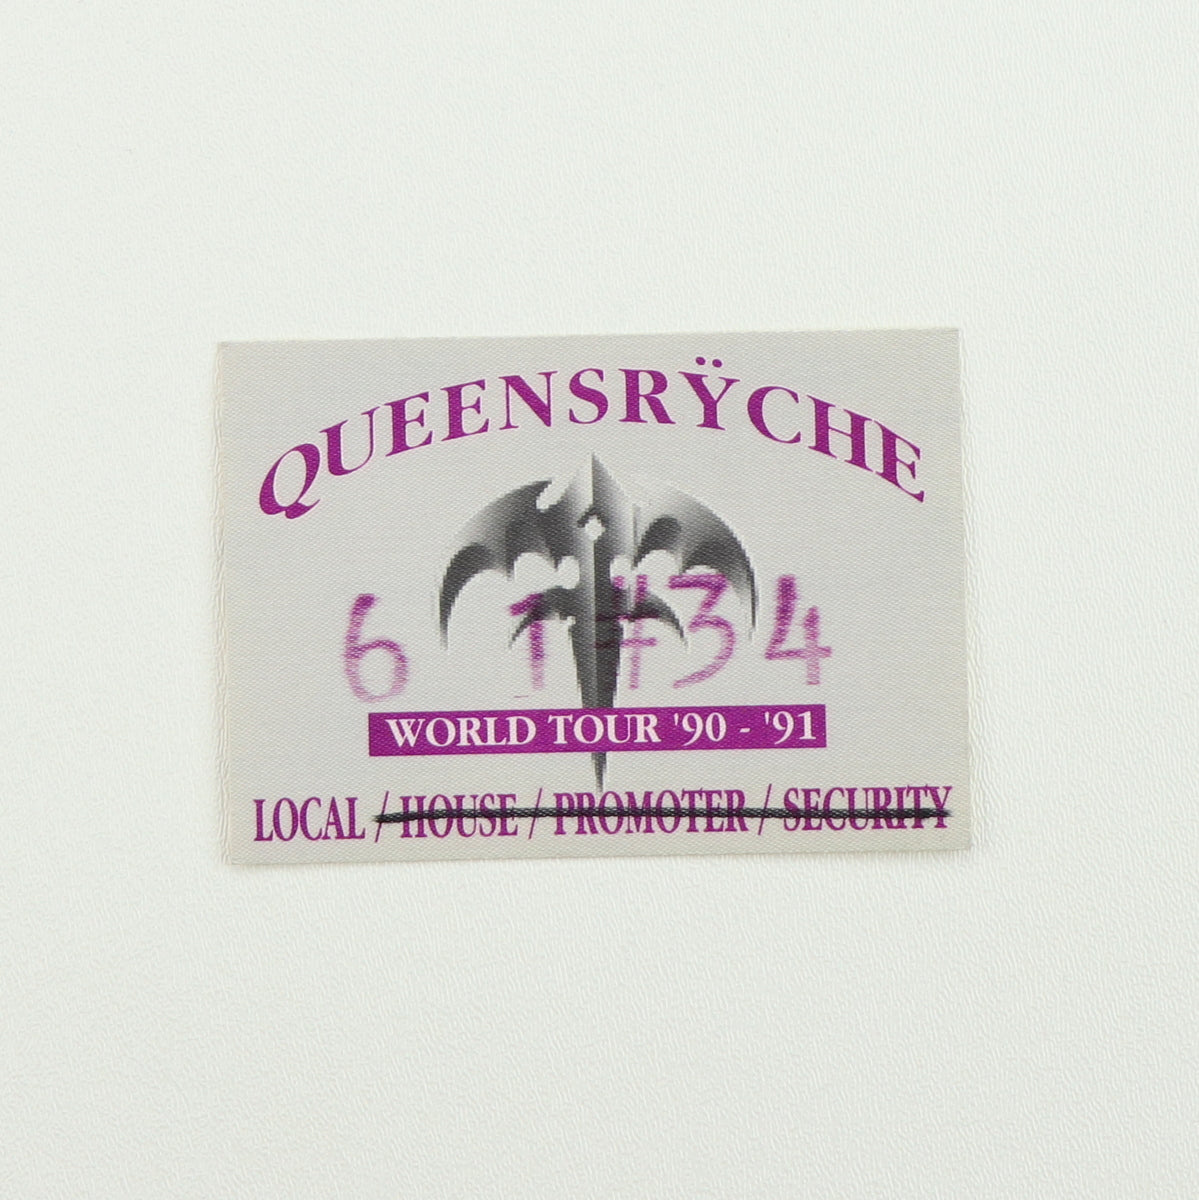 QUEENSRŸCHE
6 1 #34
WORLD TOUR '90 - '91
LOCAL / HOUSE / PROMOTER / SECURITY